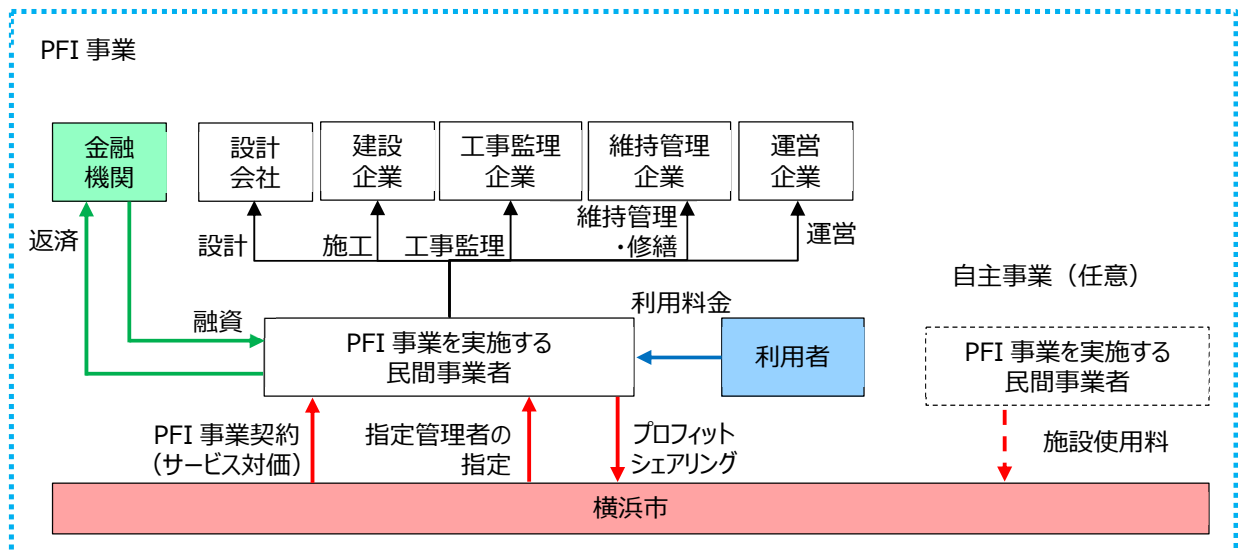 PFI 事業
金融
機関
設計
会社
建設
企業
工事監理
企業
維持管理
企業
運営
企業
返済
設計
施工
工事監理
維持管理
・修繕
運営
自主事業（任意）
融資
利用料金
PFI 事業を実施する
民間事業者
利用者
PFI 事業を実施する
民間事業者
PFI 事業契約
（サービス対価）
指定管理者の
指定
プロフィット
シェアリング
施設使用料
横浜市